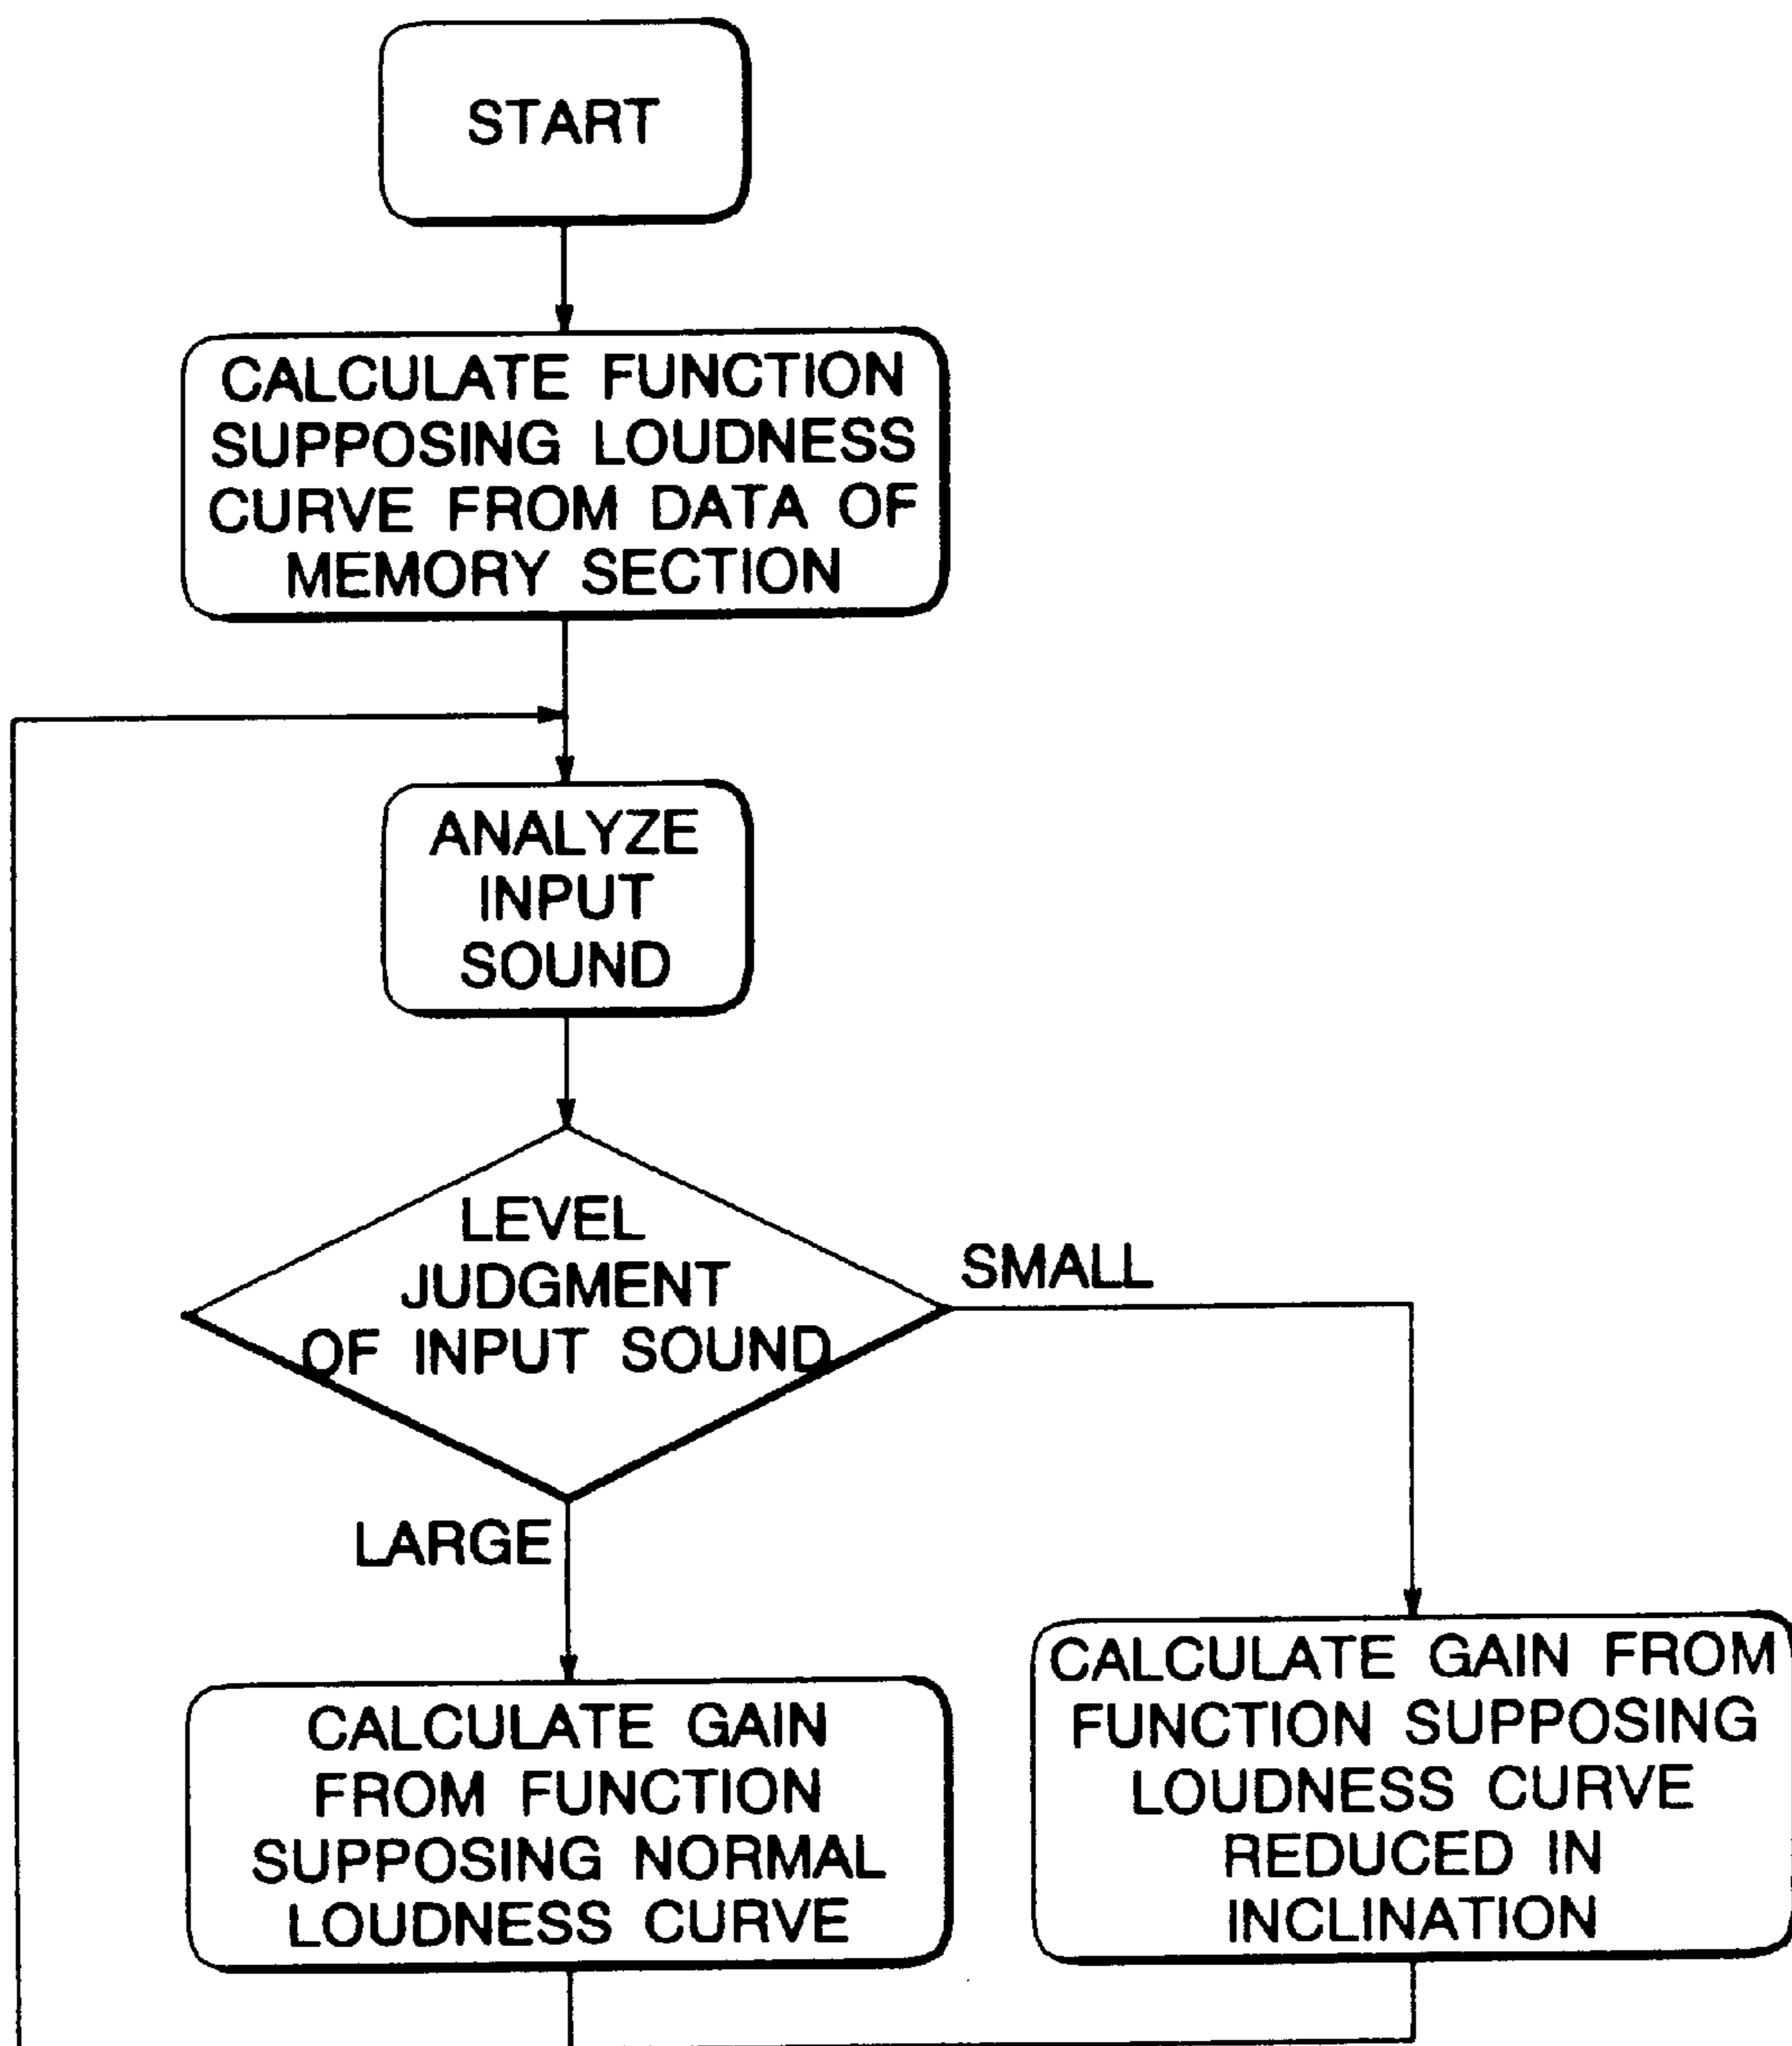 START
CALCULATE FUNCTION
SUPPOSING LOUDNESS
CURVE FROM DATA OF
MEMORY SECTION
ANALYZE
INPUT
SOUND
LEVEL
JUDGMENT
OF INPUT SOUND
SMALL
LARGE
CALCULATE GAIN
FROM FUNCTION
SUPPOSING NORMAL
LOUDNESS CURVE
CALCULATE GAIN FROM
FUNCTION SUPPOSING
LOUDNESS CURVE
REDUCED IN
INCLINATION